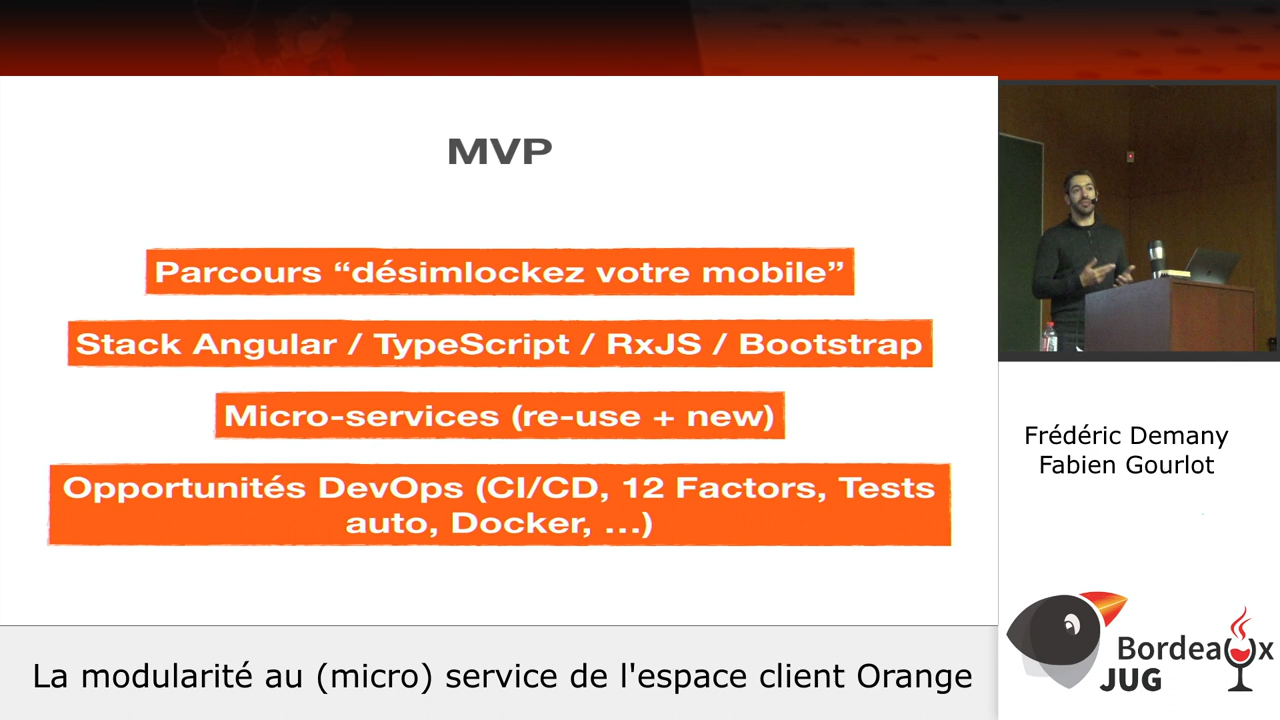 MVP
Parcours “désimlockez votre mobile”
Stack Angular / TypeScript / RxJS / Bootstrap
Micro-services (re-use + new)
Opportunités DevOps (CI/CD, 12 Factors, Tests
auto, Docker, ...)
Frédéric Demany
Fabien Gourlot
Bordeaux
JUG
La modularité au (micro) service de l'espace client Orange